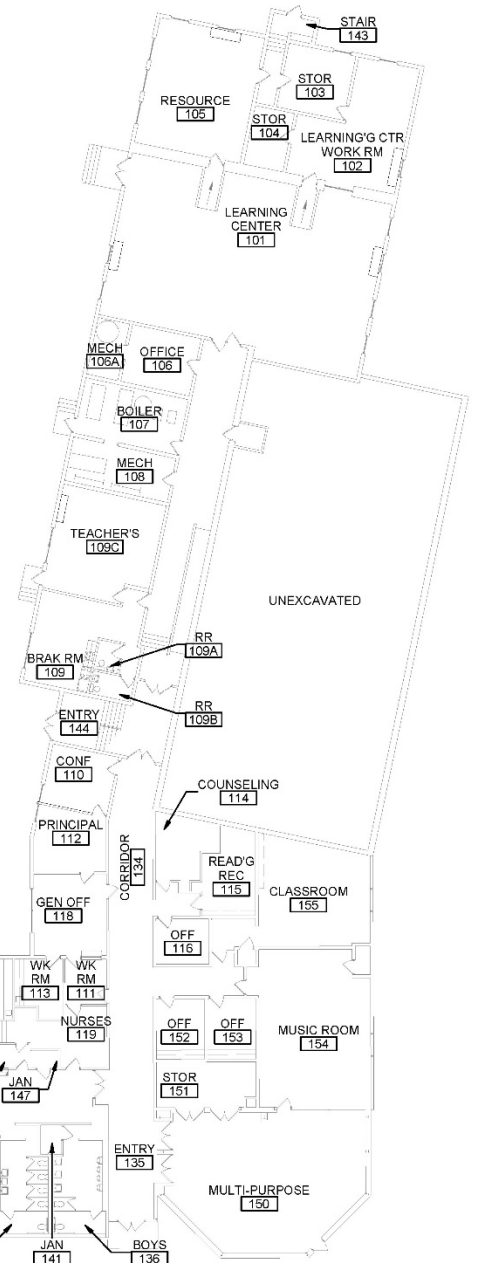 STAIR
143
STOR
103
RESOURCE
105
STOR
104
LEARNING'G CTR
WORK RM
102
LEARNING
CENTER
101
MECH
106A
OFFICE
106
BOILER
107
MECH
108
TEACHER'S
109C
UNEXCAVATED
RR
109A
BRAK RM
109
RR
109B
ENTRY
144
CONF
110
COUNSELING
114
PRINCIPAL
112
CORRIDOR
134
READ'G
REC
115
CLASSROOM
155
GEN OFF
118
OFF
116
WK
RM
113
WK
RM
111
NURSES
119
OFF
152
OFF
153
MUSIC ROOM
154
JAN
147
STOR
151
ENTRY
135
MULTI-PURPOSE
150
JAN
141
BOYS
136